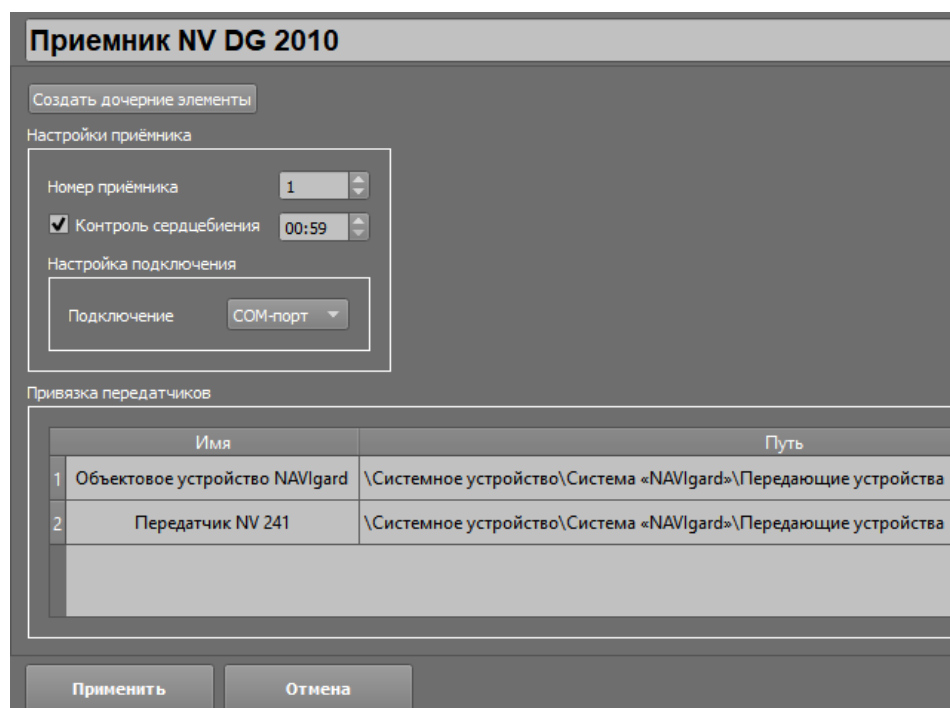 Приемник NV DG 2010
Создать дочерние элементы
Настройки приёмника
Номер приёмника 1
Контроль сердцебиения 00:59
Настройка подключения
Подключение COM-порт
Привязка передатчиков
Имя Путь
1 Объектовое устройство NAVIgard \Системное устройство\Система «NAVIgard»\Передающие устройства
2 Передатчик NV 241 \Системное устройство\Система «NAVIgard»\Передающие устройства
Применить Отмена